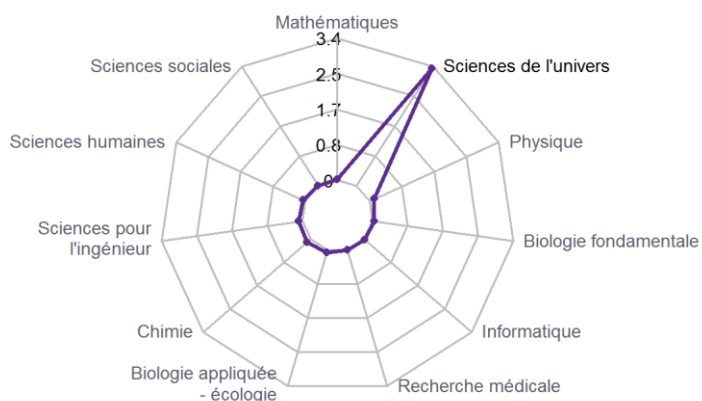 Mathématiques
3.4
Sciences sociales
Sciences de l'univers
2.5
1.7
Sciences humaines
Physique
0.8
0
Sciences pour
l'ingénieur
Biologie fondamentale
Chimie
Informatique
Biologie appliquée
- écologie
Recherche médicale